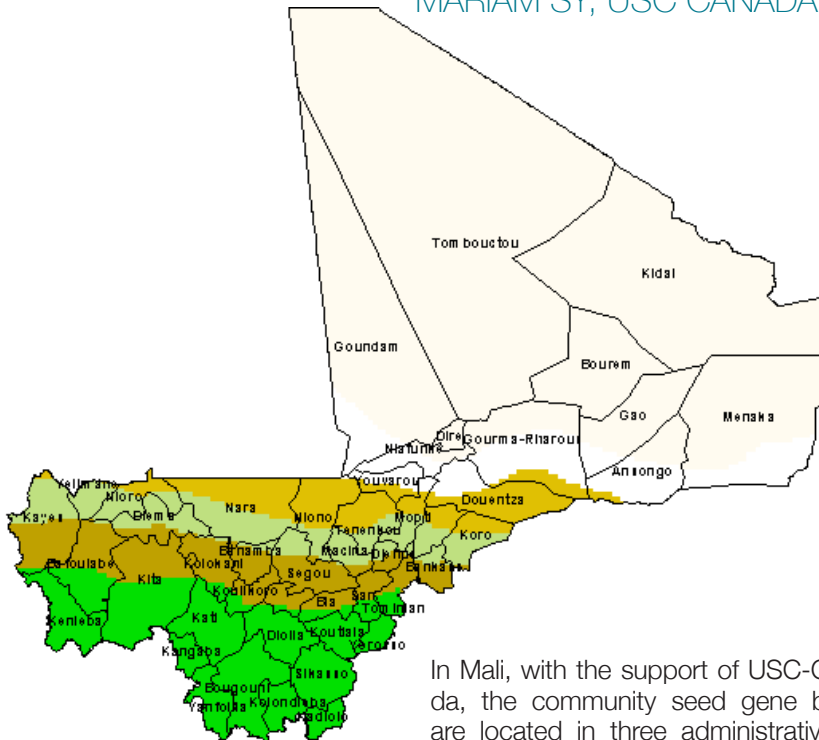 MARIAM SY, USC CANADA
Tombouctou
Kidal
Goundam
Bourem
Gao
Menaka
Dire
Gourma-Rharous
Niafunke
Ansongo
Youvarou
Yelimane
Nioro
Douentza
Nara
Kayes
Diema
Niono
Mopti
Tenenkou
Koro
Banamba
Macina
Djenne
Bafoulabe
Kolokani
Bankass
Kita
Segou
Koulikoro
San
Bla
Tominian
Kenieba
Kati
Dioila
Koutiala
Yorosso
Kangaba
Sikasso
Bougouni
Yanfolila
Kolondieba
Kadiolo
In Mali, with the support of USC-C
da, the community seed gene b
are located in three administrativ